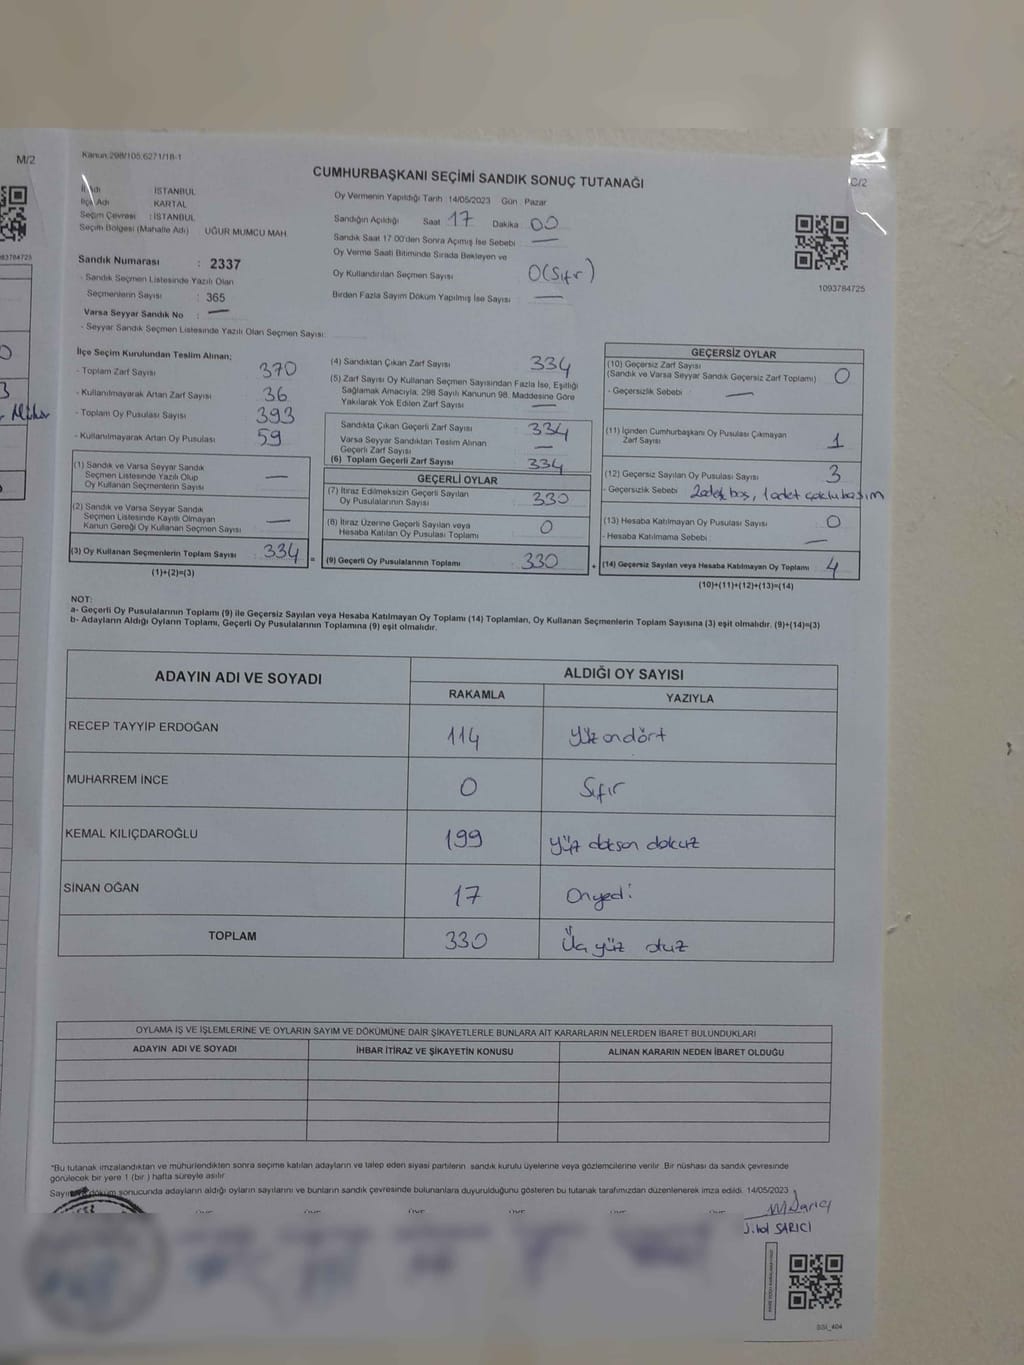 M/2
Kanun:298/105,6271/18-1
CUMHURBAŞKANI SEÇİMİ SANDIK SONUÇ TUTANAĞI
C/2
İli Adı İSTANBUL
İlçe Adı KARTAL
Seçim Çevresi : İSTANBUL
Seçim Bölgesi (Mahalle Adı) : UĞUR MUMCU MAH.
Sandık Numarası : 2337
- Sandık Seçmen Listesinde Yazılı Olan
Seçmenlerin Sayısı : 365
Varsa Seyyar Sandık No : —
- Seyyar Sandık Seçmen Listesinde Yazılı Olan Seçmen Sayısı:
Oy Vermenin Yapıldığı Tarih 14/05/2023 Gün : Pazar
Sandığın Açıldığı Saat 17 Dakika 00
Sandık Saat 17.00'den Sonra Açımış İse Sebebi : —
Oy Verme Saati Bitiminde Sırada Bekleyen ve
Oy Kullandırılan Seçmen Sayısı : 0(Sıfır)
Birden Fazla Sayım Döküm Yapılmış İse Sayısı : —
1093784725
İlçe Seçim Kurulundan Teslim Alınan;
- Toplam Zarf Sayısı : 370
- Kullanılmayarak Artan Zarf Sayısı : 36
- Toplam Oy Pusulası Sayısı : 393
- Kullanılmayarak Artan Oy Pusulası : 59
(1) Sandık ve Varsa Seyyar Sandık
Seçmen Listesinde Yazılı Olup
Oy Kullanan Seçmenlerin Sayısı : —
(2) Sandık ve Varsa Seyyar Sandık
Seçmen Listesinde Kayıtlı Olmayan
Kanun Gereği Oy Kullanan Seçmen Sayısı : —
(3) Oy Kullanan Seçmenlerin Toplam Sayısı : 334 =
(1)+(2)=(3)
(4) Sandıktan Çıkan Zarf Sayısı : 334
(5) Zarf Sayısı Oy Kullanan Seçmen Sayısından Fazla İse, Eşitliği
Sağlamak Amacıyla, 298 Sayılı Kanunun 98. Maddesine Göre
Yakılarak Yok Edilen Zarf Sayısı : —
Sandıkta Çıkan Geçerli Zarf Sayısı : 334
Varsa Seyyar Sandıktan Teslim Alınan
Geçerli Zarf Sayısı : —
(6) Toplam Geçerli Zarf Sayısı : 334
GEÇERLİ OYLAR
(7) İtiraz Edilmeksizin Geçerli Sayılan
Oy Pusulalarının Sayısı : 330
(8) İtiraz Üzerine Geçerli Sayılan veya
Hesaba Katılan Oy Pusulası Toplamı : 0
(9) Geçerli Oy Pusulalarının Toplamı : 330 +
GEÇERSİZ OYLAR
(10) Geçersiz Zarf Sayısı
(Sandık ve Varsa Seyyar Sandık Geçersiz Zarf Toplamı) : 0
- Geçersizlik Sebebi : —
(11) İçinden Cumhurbaşkanı Oy Pusulası Çıkmayan
Zarf Sayısı : 1
(12) Geçersiz Sayılan Oy Pusulası Sayısı : 3
- Geçersizlik Sebebi : 2 adet boş, 1 adet çoklu basım
(13) Hesaba Katılmayan Oy Pusulası Sayısı : 0
- Hesaba Katılmama Sebebi : —
(14) Geçersiz Sayılan veya Hesaba Katılmayan Oy Toplamı : 4
(10)+(11)+(12)+(13)=(14)
NOT:
a- Geçerli Oy Pusulalarının Toplamı (9) ile Geçersiz Sayılan veya Hesaba Katılmayan Oy Toplamı (14) Toplamları, Oy Kullanan Seçmenlerin Toplam Sayısına (3) eşit olmalıdır. (9)+(14)=(3)
b- Adayların Aldığı Oyların Toplamı, Geçerli Oy Pusulalarının Toplamına (9) eşit olmalıdır.
ADAYIN ADI VE SOYADI
ALDIĞI OY SAYISI
RAKAMLA YAZIYLA
RECEP TAYYİP ERDOĞAN 114 Yüz ondört
MUHARREM İNCE 0 Sıfır
KEMAL KILIÇDAROĞLU 199 Yüz doksan dokuz
SİNAN OĞAN 17 Onyedi
TOPLAM 330 Üç yüz otuz
OYLAMA İŞ VE İŞLEMLERİNE VE OYLARIN SAYIM VE DÖKÜMÜNE DAİR ŞİKAYETLERLE BUNLARA AİT KARARLARIN NELERDEN İBARET BULUNDUKLARI
ADAYIN ADI VE SOYADI İHBAR İTİRAZ VE ŞİKAYETİN KONUSU ALINAN KARARIN NEDEN İBARET OLDUĞU
*Bu tutanak imzalandıktan ve mühürlendikten sonra seçime katılan adayların ve talep eden siyasi partilerin sandık kurulu üyelerine veya gözlemcilerine verilir. Bir nüshası da sandık çevresinde
görülecek bir yere 1 (bir) hafta süreyle asılır.
Sayım ve döküm sonucunda adayların aldığı oyların sayılarını ve bunların sandık çevresinde bulunanlara duyurulduğunu gösteren bu tutanak tarafımızdan düzenlenerek imza edildi. 14/05/2023
SARICI